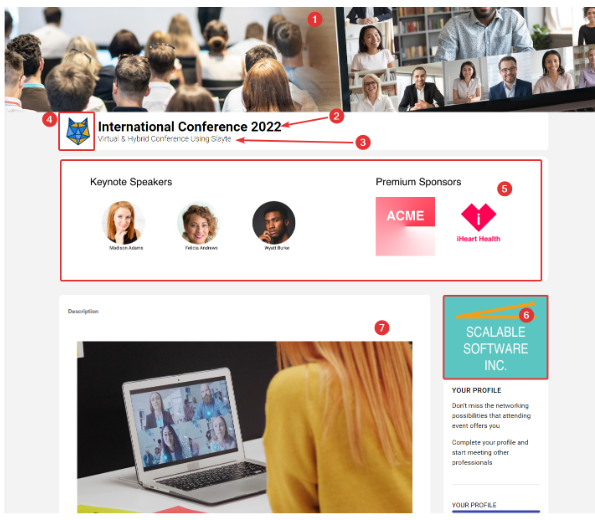 1
4
International Conference 2022
2
Virtual & Hybrid Conference Using Slayte
3
Keynote Speakers
Premium Sponsors
5
ACME
i
iHeart Health
Madison Adams
Felicia Andrews
Wyatt Burke
Description
7
6
SCALABLE
SOFTWARE
INC.
YOUR PROFILE
Don't miss the networking
possibilities that attending
event offers you
Complete your profile and
start meeting other
professionals
YOUR PROFILE